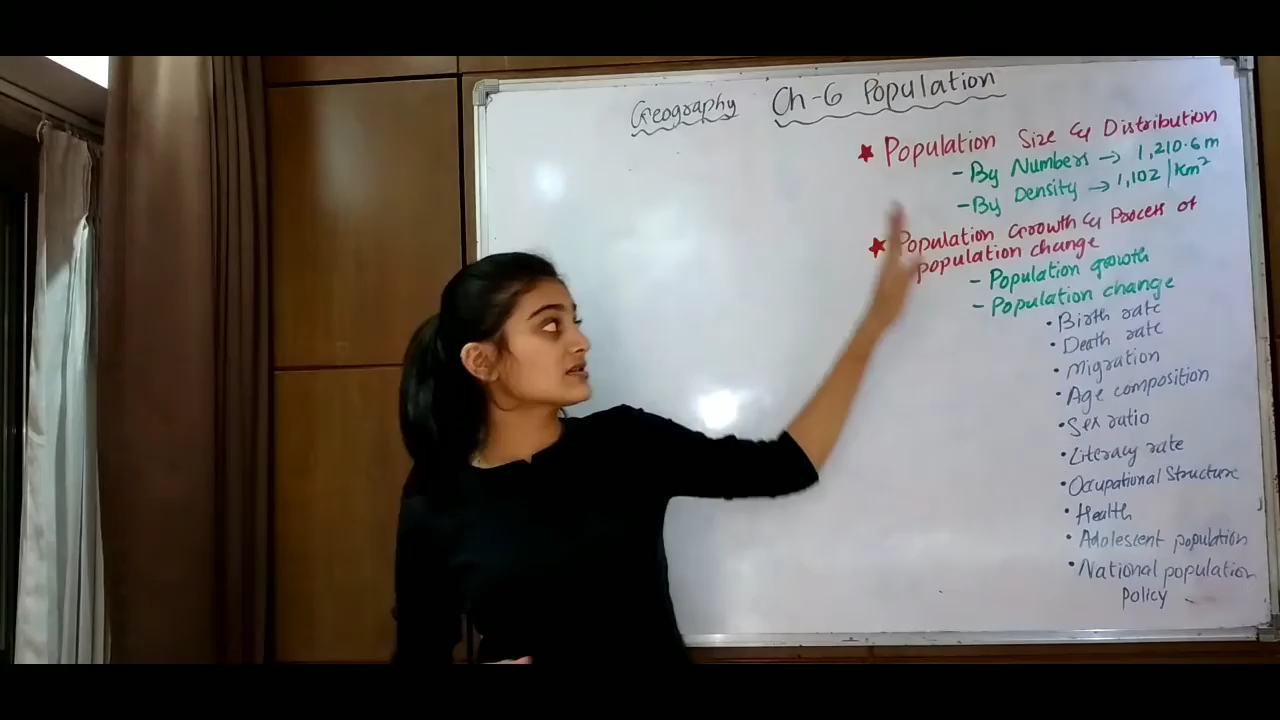 Geography Ch-6 Population
★ Population Size & Distribution
- By Numbers → 1,210.6 m
- By Density → 1,102 / Km²
★ Population Growth & Process of
population change
- Population growth
- Population change
• Birth rate
• Death rate
• Migration
• Age composition
• Sex ratio
• Literacy rate
• Occupational Structure
• Health
• Adolescent population
• National population
Policy